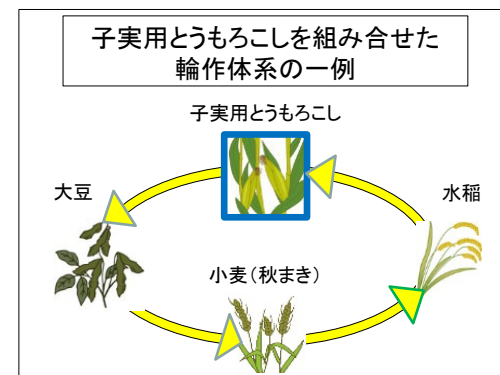 子実用とうもろこしを組み合せた
輪作体系の一例
子実用とうもろこし
大豆
水稲
小麦(秋まき)